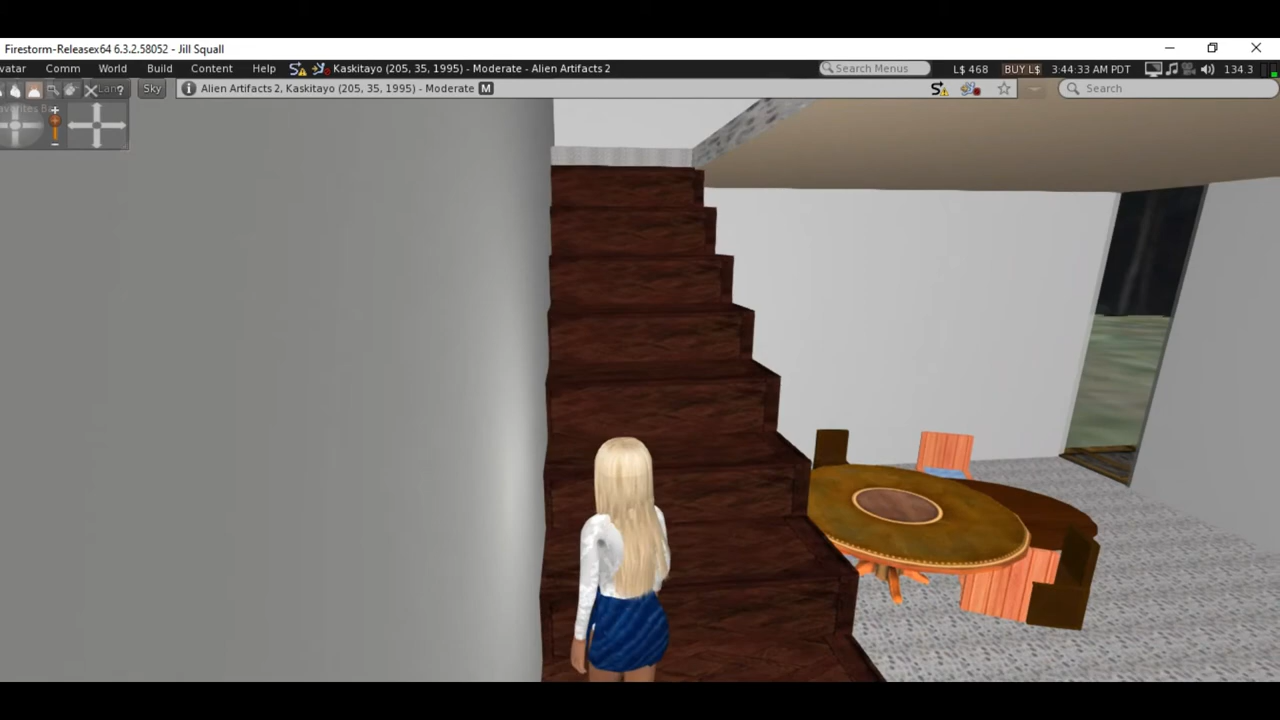 Firestorm-Releasex64 6.3.2.58052 - Jill Squall
vatar Comm World Build Content Help Kaskitayo (205, 35, 1995) - Moderate - Alien Artifacts 2 Search Menus L$ 468 BUY L$ 3:44:33 AM PDT 134.3
? Sky Alien Artifacts 2, Kaskitayo (205, 35, 1995) - Moderate M Search